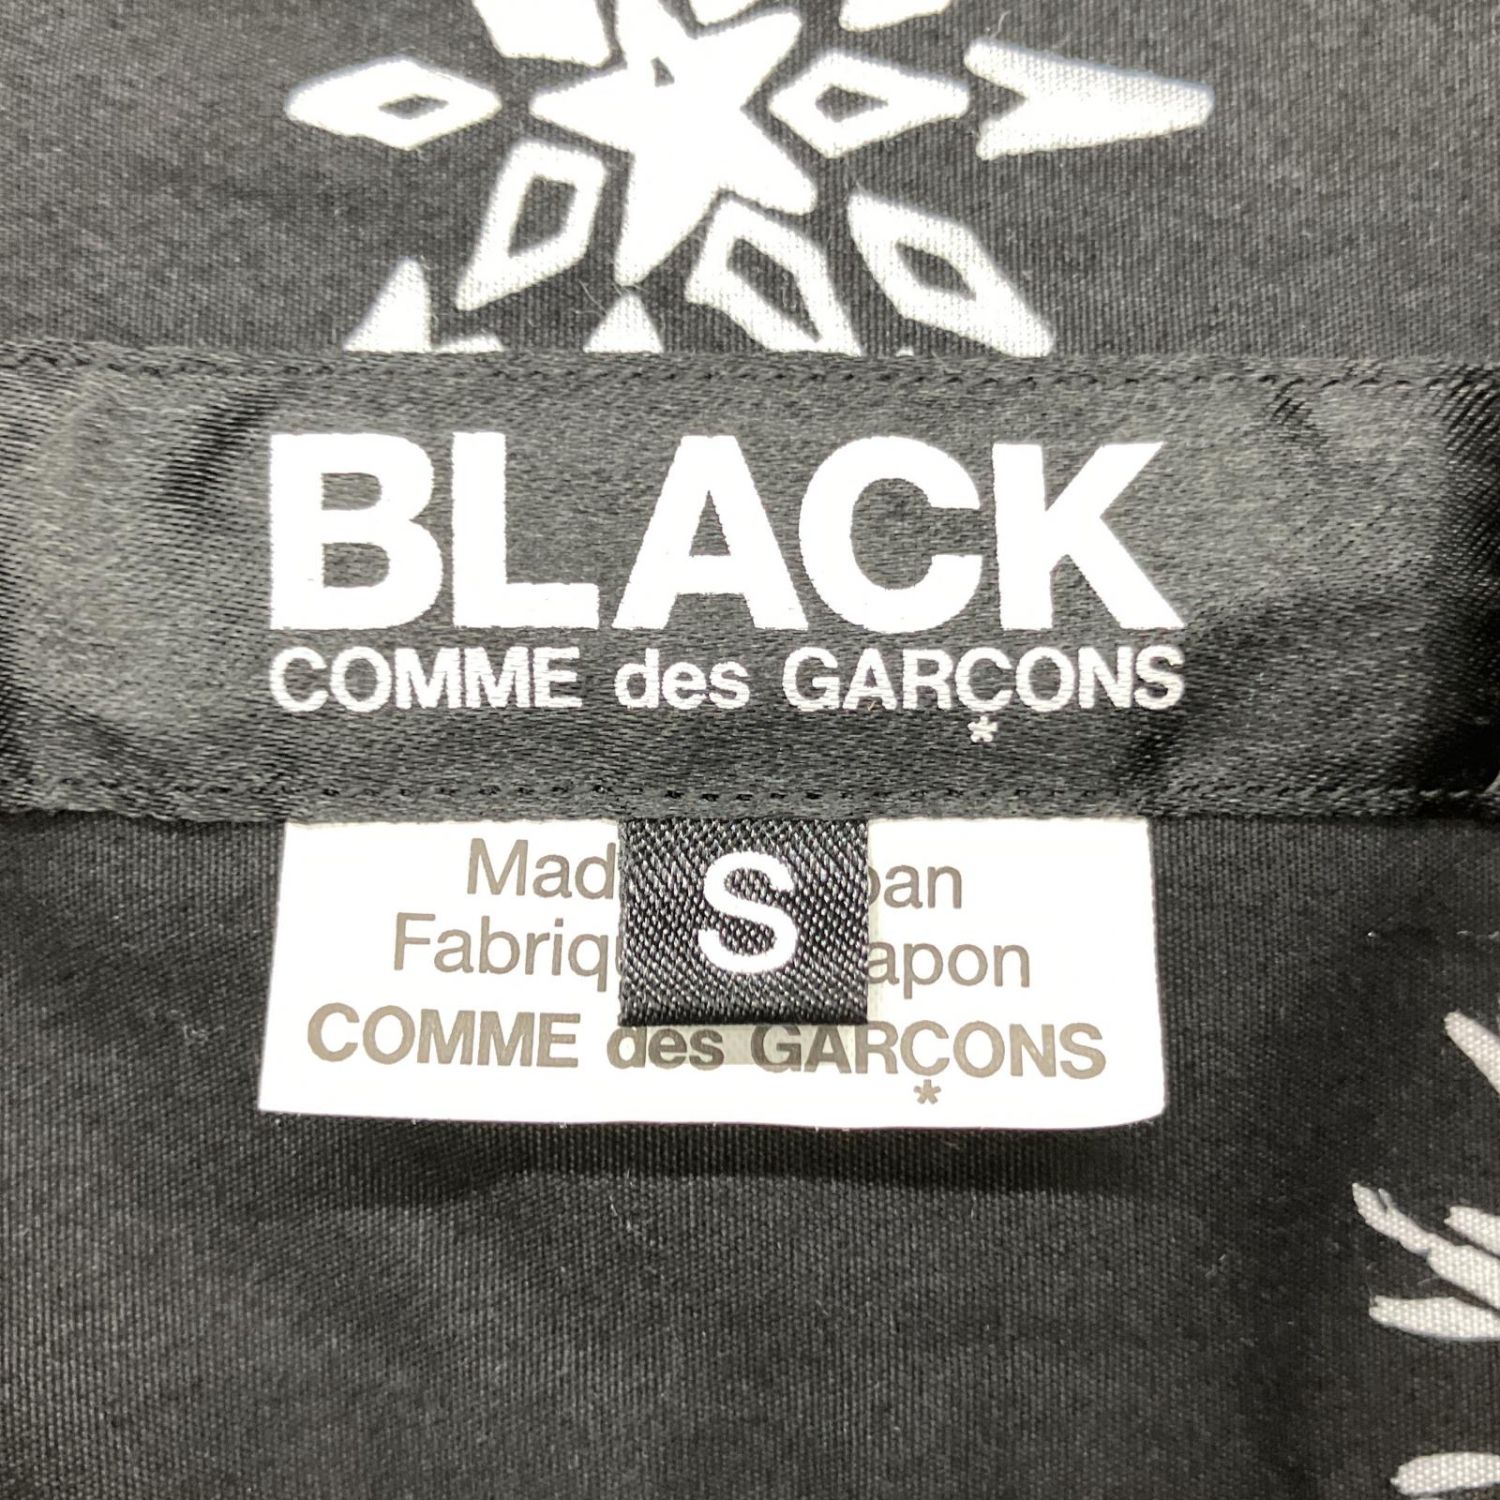 BLACK
COMME des GARÇONS
*
S
COMME des GARÇONS
*